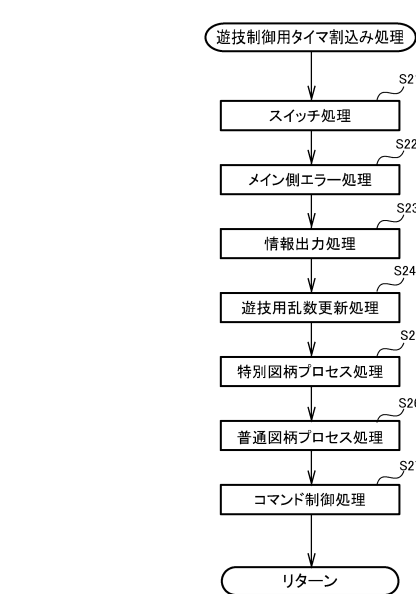 遊技制御用タイマ割込み処理
S21
スイッチ処理
S22
メイン側エラー処理
S23
情報出力処理
S24
遊技用乱数更新処理
S2
特別図柄プロセス処理
S26
普通図柄プロセス処理
S27
コマンド制御処理
リターン